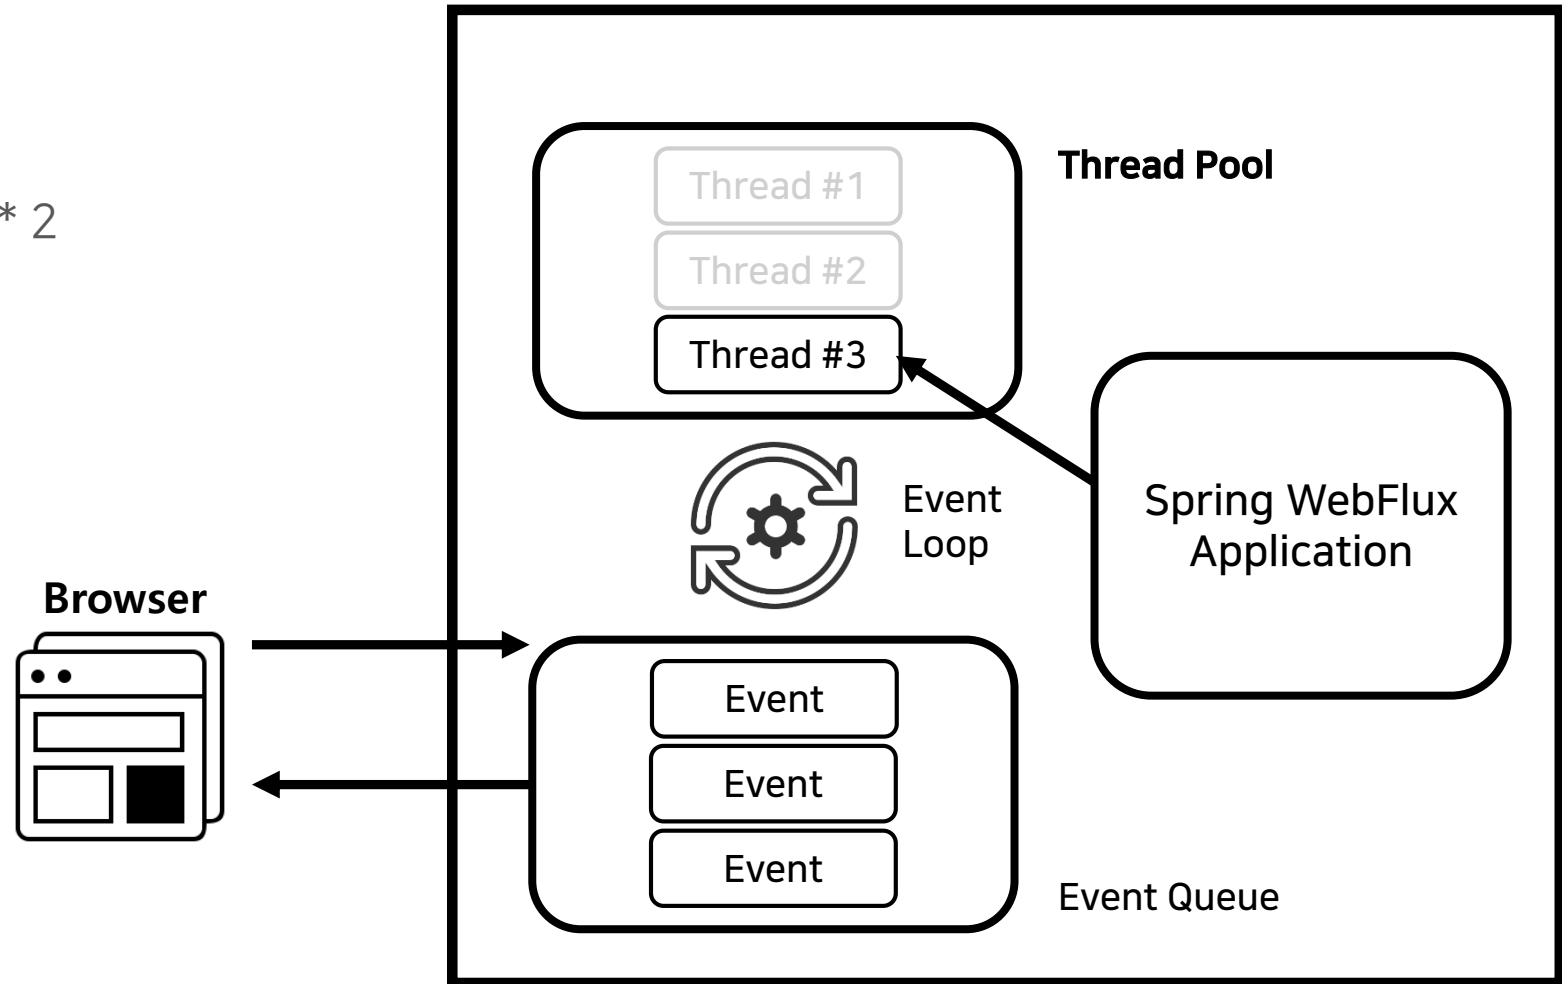 * 2
Thread Pool
Thread #1
Thread #2
Thread #3
Event
Loop
Spring WebFlux
Application
Browser
Event
Event
Event
Event Queue